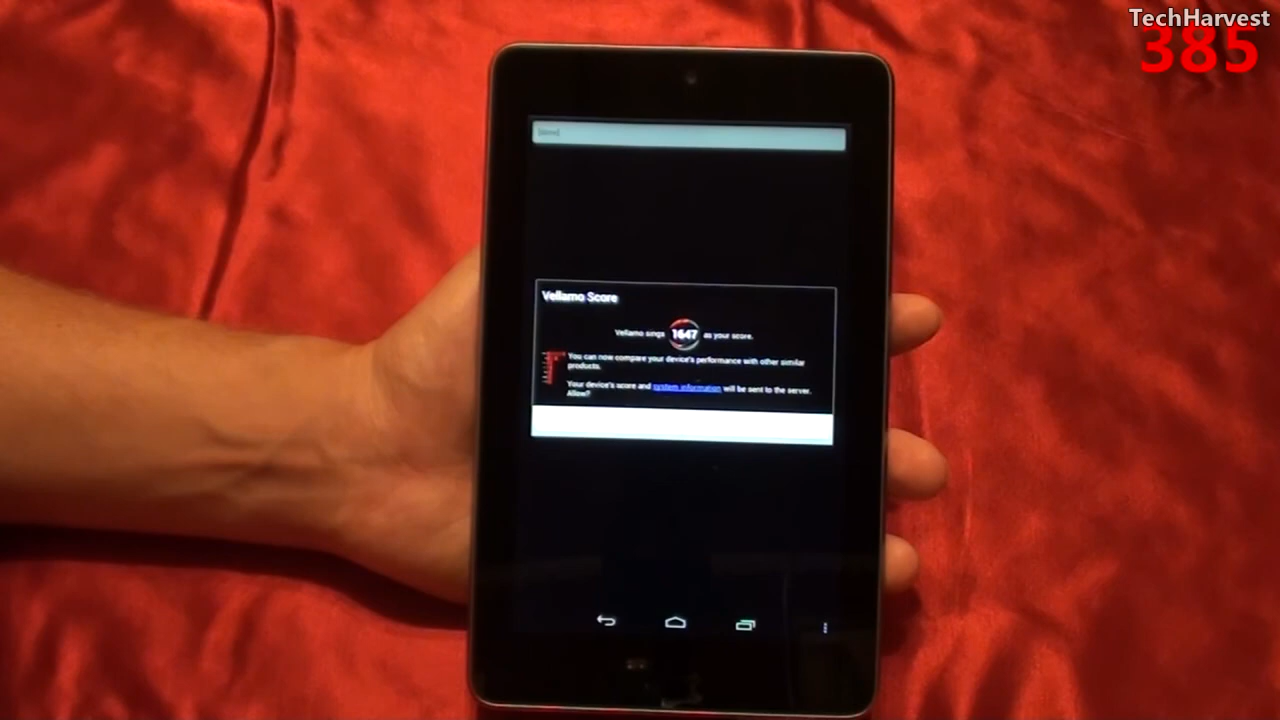 TechHarvest
385
Vellamo Score
Vellamo sings 1647 as your score.
You can now compare your device's performance with other similar
products.
Your device's score and system information will be sent to the server.
Allow?